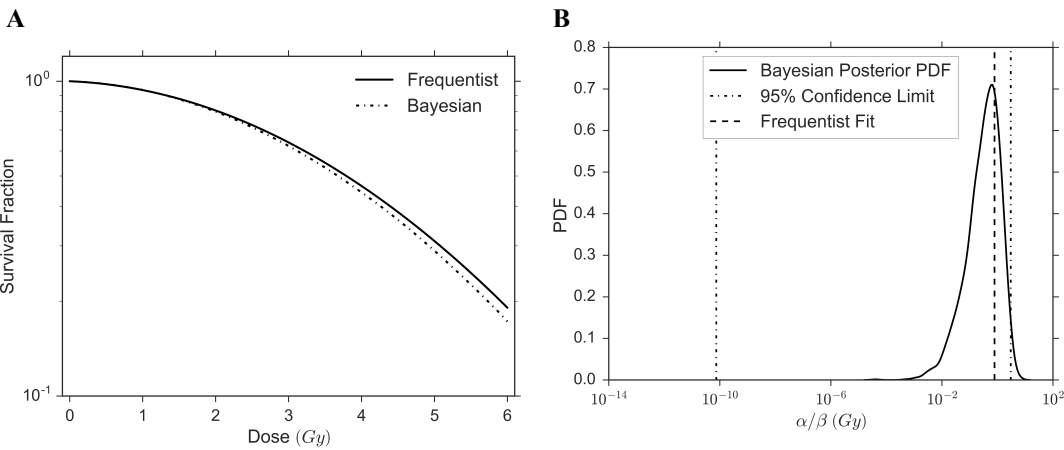 A
10^0
10^-1
Survival Fraction
Frequentist
Bayesian
0 1 2 3 4 5 6
Dose (Gy)
B
0.8
0.7
0.6
0.5
0.4
0.3
0.2
0.1
0.0
PDF
Bayesian Posterior PDF
95% Confidence Limit
Frequentist Fit
10^-14 10^-10 10^-6 10^-2 10^2
α/β (Gy)